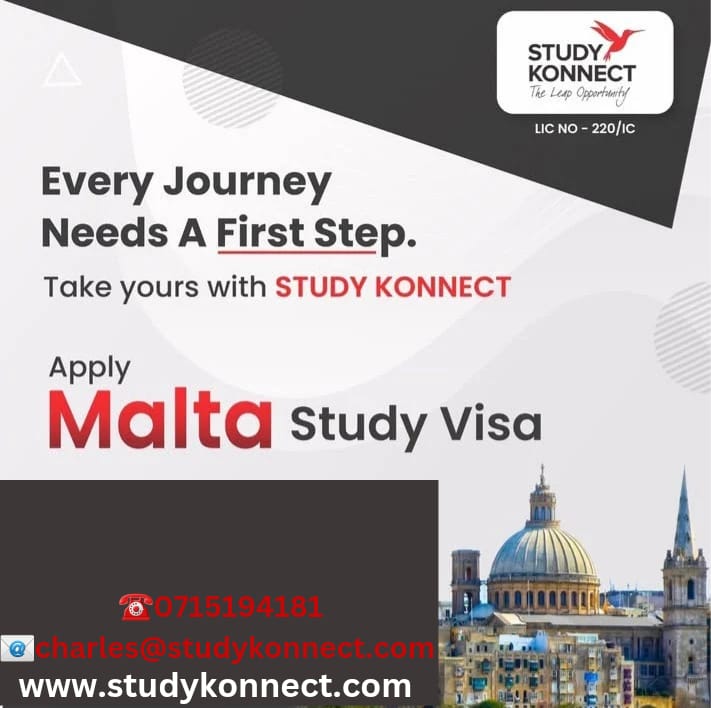 STUDY
KONNECT
The Leap Opportunity
LIC NO - 220/IC
Every Journey
Needs A First Step.
Take yours with STUDY KONNECT
Apply
Malta Study Visa
☎️0715194181
📧charles@studykonnect.com
www.studykonnect.com